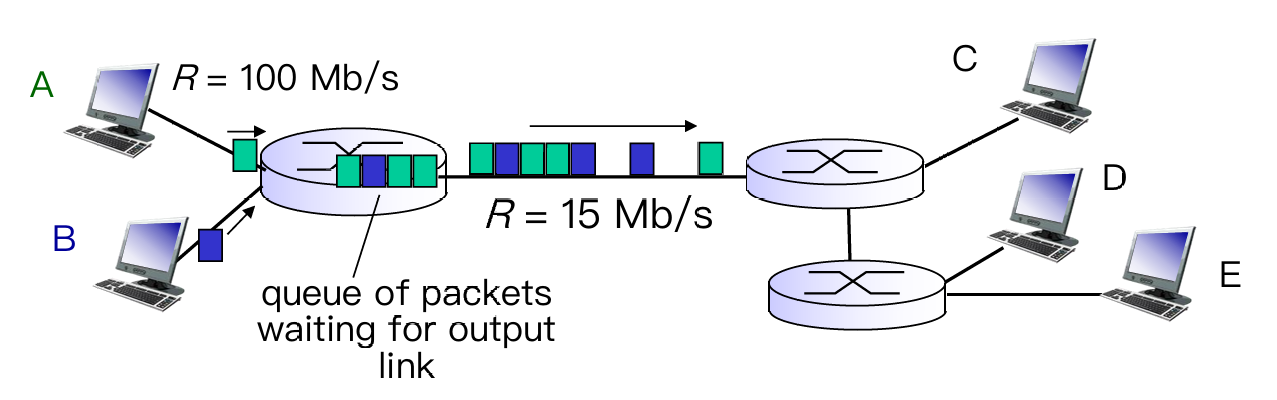 A
R = 100 Mb/s
C
B
R = 15 Mb/s
D
E
queue of packets
waiting for output
link